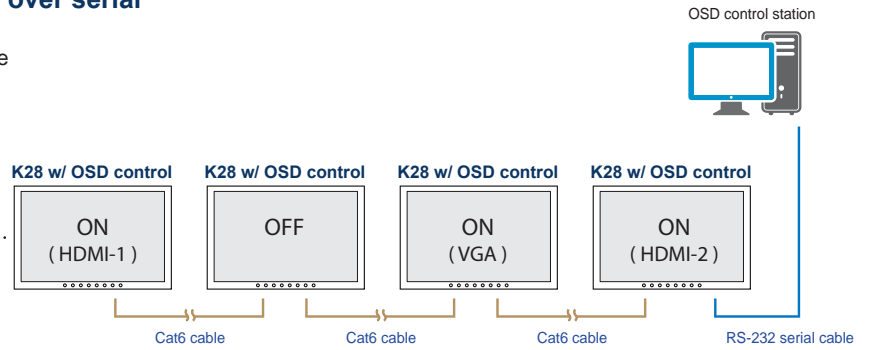 over serial
OSD control station
e
K28 w/ OSD control K28 w/ OSD control K28 w/ OSD control K28 w/ OSD control
ON OFF ON ON
( HDMI-1 ) ( VGA ) ( HDMI-2 )
.
Cat6 cable Cat6 cable Cat6 cable RS-232 serial cable